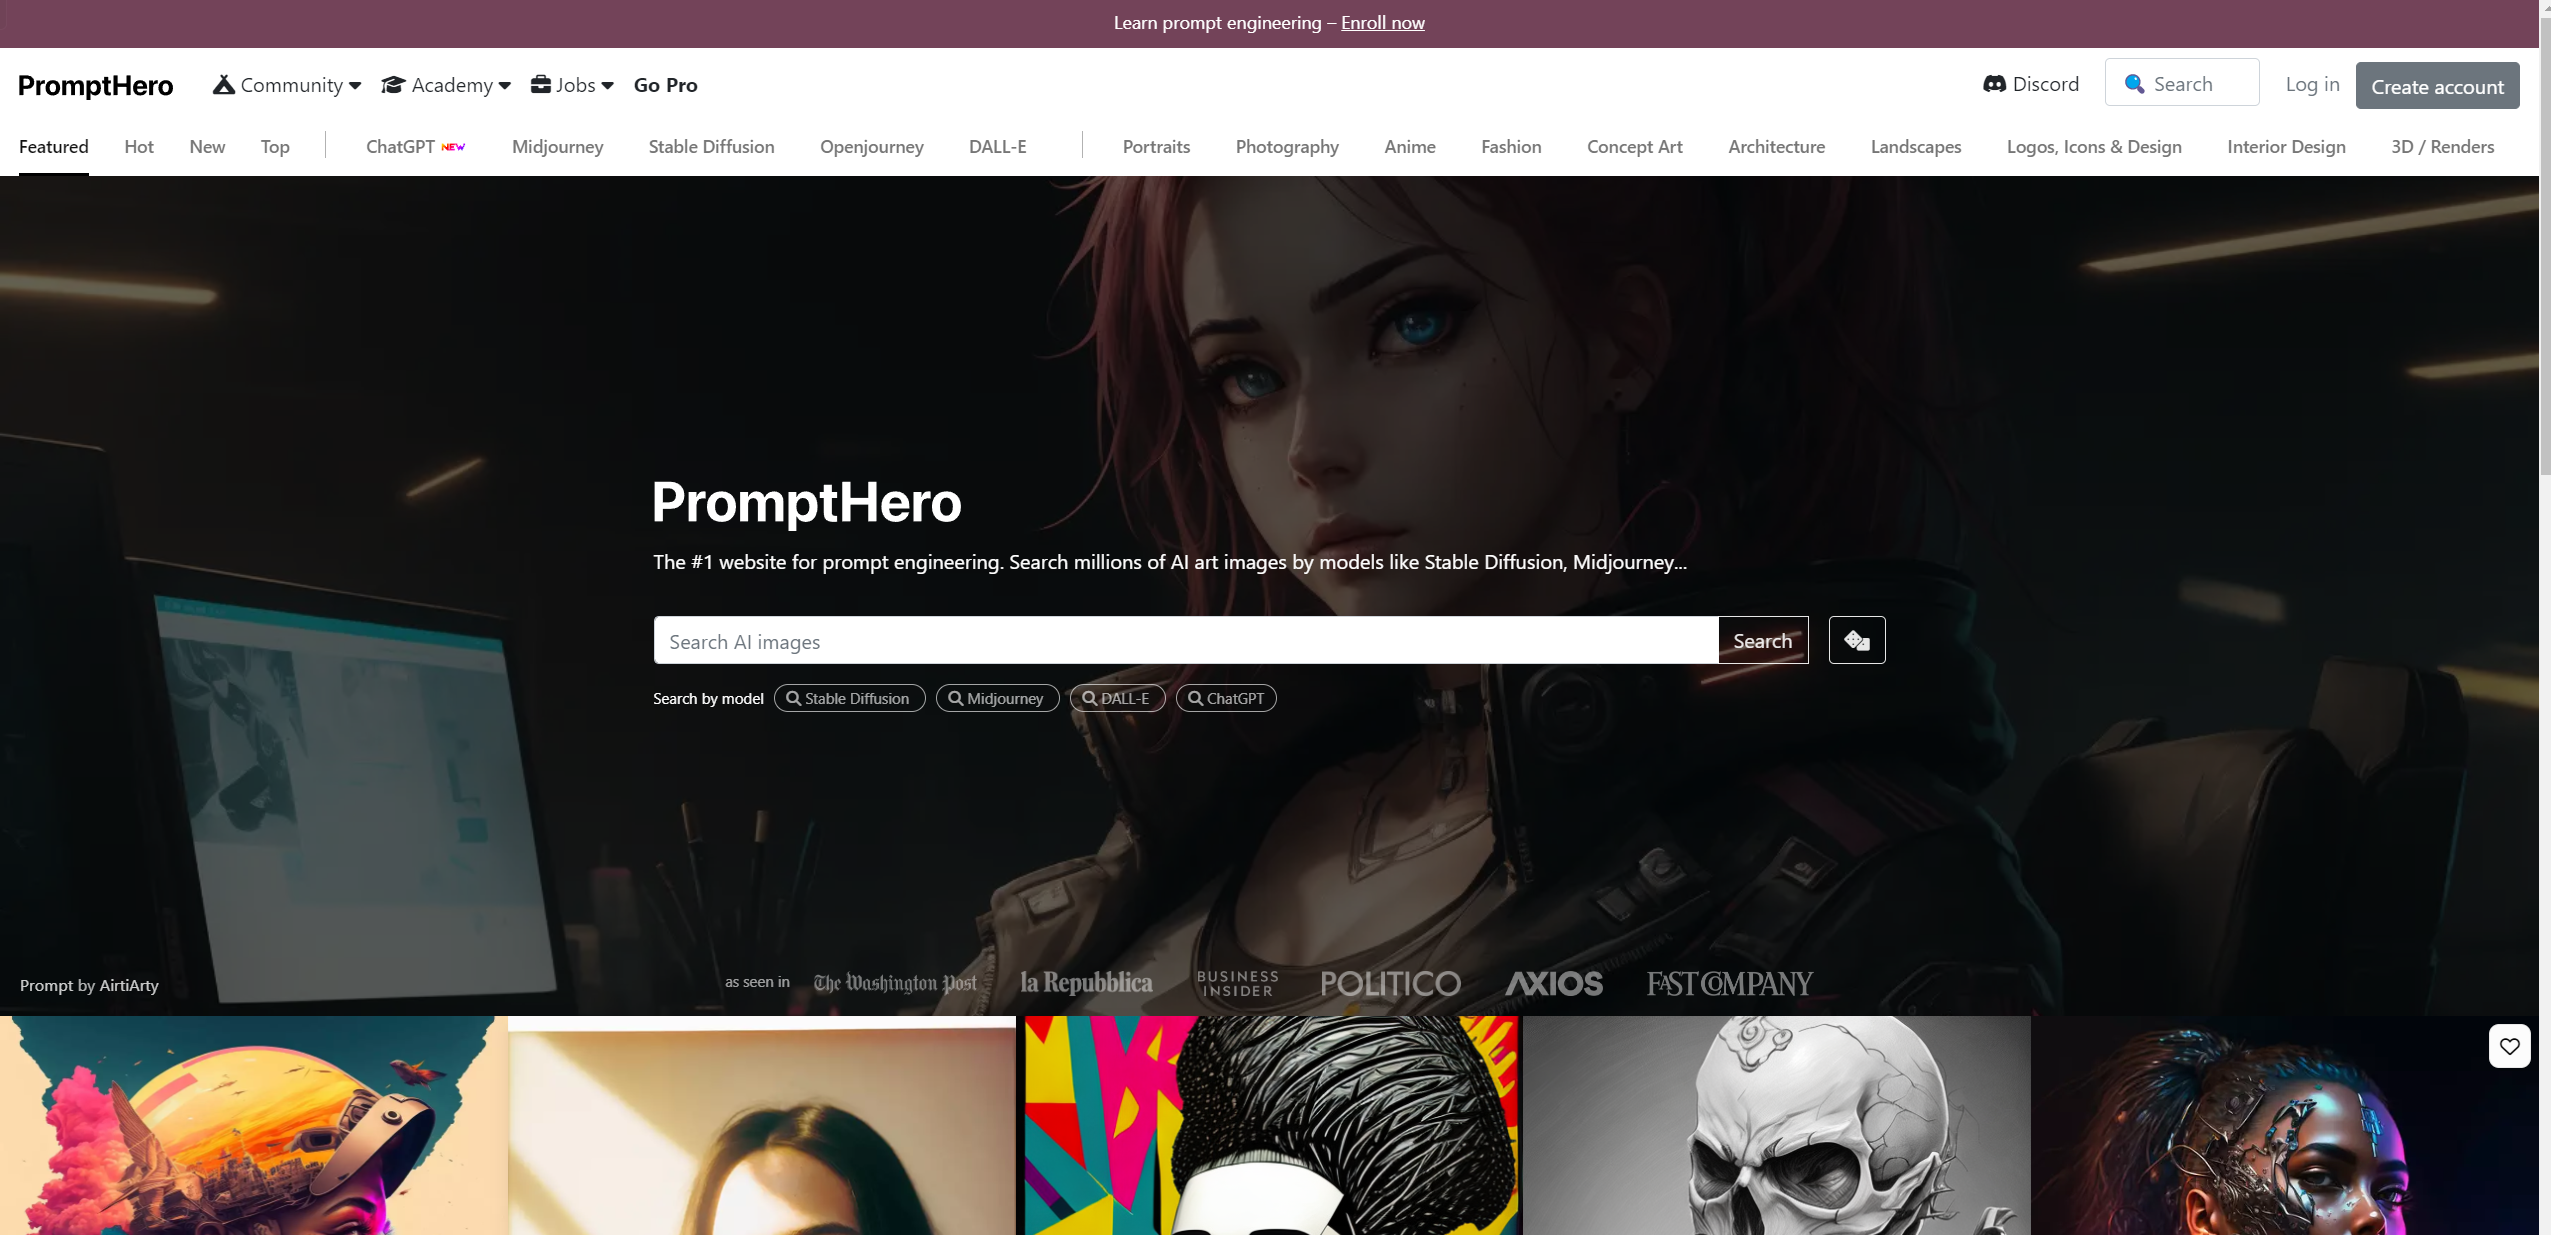 Learn prompt engineering – Enroll now
PromptHero Community Academy Jobs Go Pro Discord Search Log in Create account
Featured Hot New Top ChatGPT NEW Midjourney Stable Diffusion Openjourney DALL-E Portraits Photography Anime Fashion Concept Art Architecture Landscapes Logos, Icons & Design Interior Design 3D / Renders
PromptHero
The #1 website for prompt engineering. Search millions of AI art images by models like Stable Diffusion, Midjourney...
Search AI images Search
Search by model Stable Diffusion Midjourney DALL-E ChatGPT
Prompt by AirtiArty
as seen in The Washington Post la Repubblica BUSINESS INSIDER POLITICO AXIOS FAST COMPANY